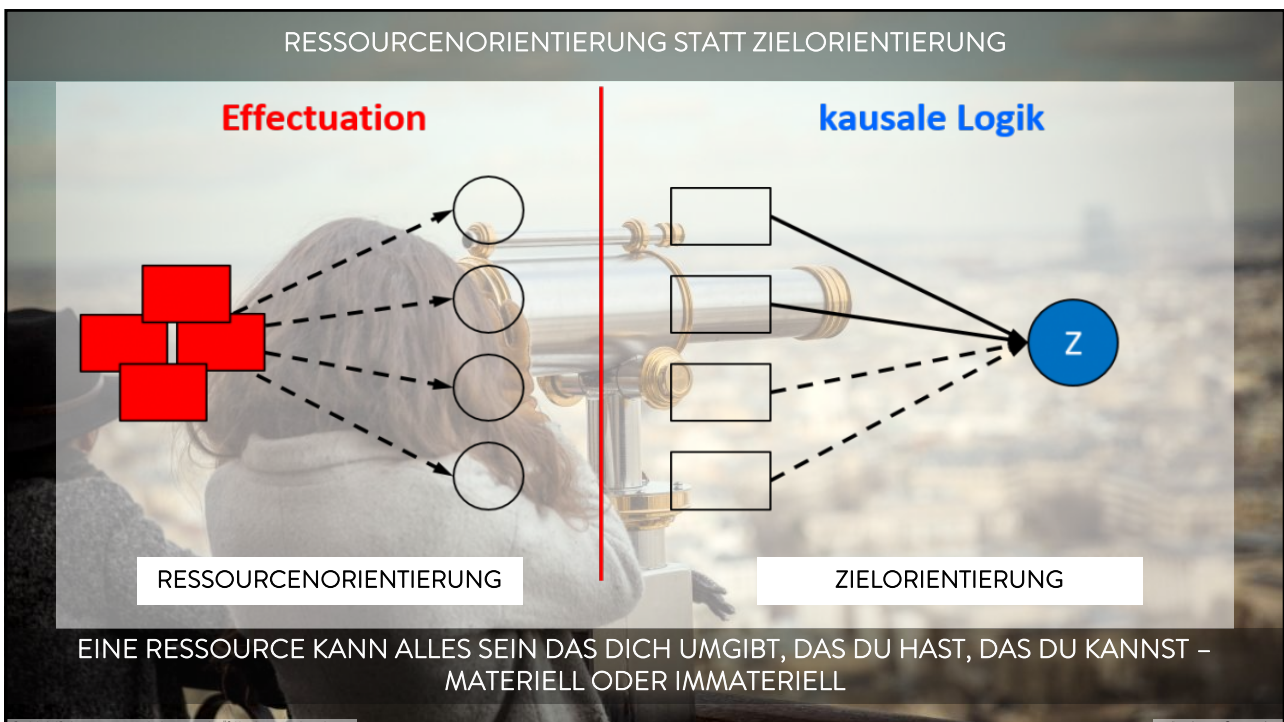 RESSOURCENORIENTIERUNG STATT ZIELORIENTIERUNG
Effectuation
kausale Logik
Z
RESSOURCENORIENTIERUNG
ZIELORIENTIERUNG
EINE RESSOURCE KANN ALLES SEIN DAS DICH UMGIBT, DAS DU HAST, DAS DU KANNST –
MATERIELL ODER IMMATERIELL